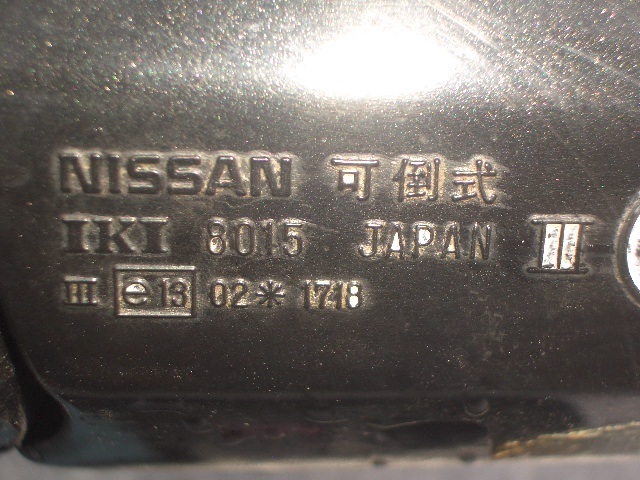 NISSAN 可倒式
IKI 8015 JAPAN II
III e13 02* 1718